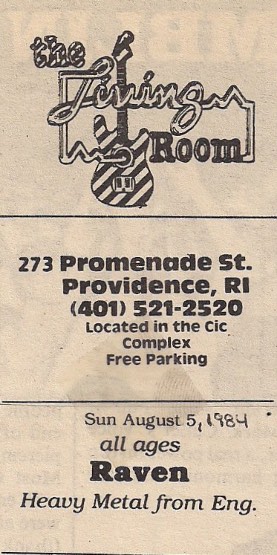 the
Living
Room
273 Promenade St.
Providence, RI
(401) 521-2520
Located in the Cic
Complex
Free Parking
Sun August 5, 1984
all ages
Raven
Heavy Metal from Eng.